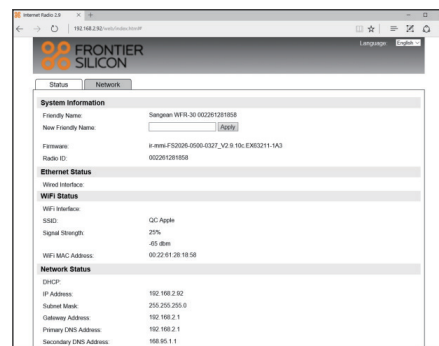 Internet Radio 2.9
192.168.2.92/web/index.html#
FRONTIER
SILICON
Language: English
Status Network
System Information
Friendly Name: Sangean WFR-30 002261281858
New Friendly Name: Apply
Firmware: ir-mmi-FS2026-0500-0327_V2.9.10c.EX63211-1A3
Radio ID: 002261281858
Ethernet Status
Wired Interface:
WiFi Status
WiFi Interface:
SSID: QC Apple
Signal Strength: 25%
-65 dbm
WiFi MAC Address: 00:22:61:28:18:58
Network Status
DHCP:
IP Address: 192.168.2.92
Subnet Mask: 255.255.255.0
Gateway Address: 192.168.2.1
Primary DNS Address: 192.168.2.1
Secondary DNS Address: 168.95.1.1